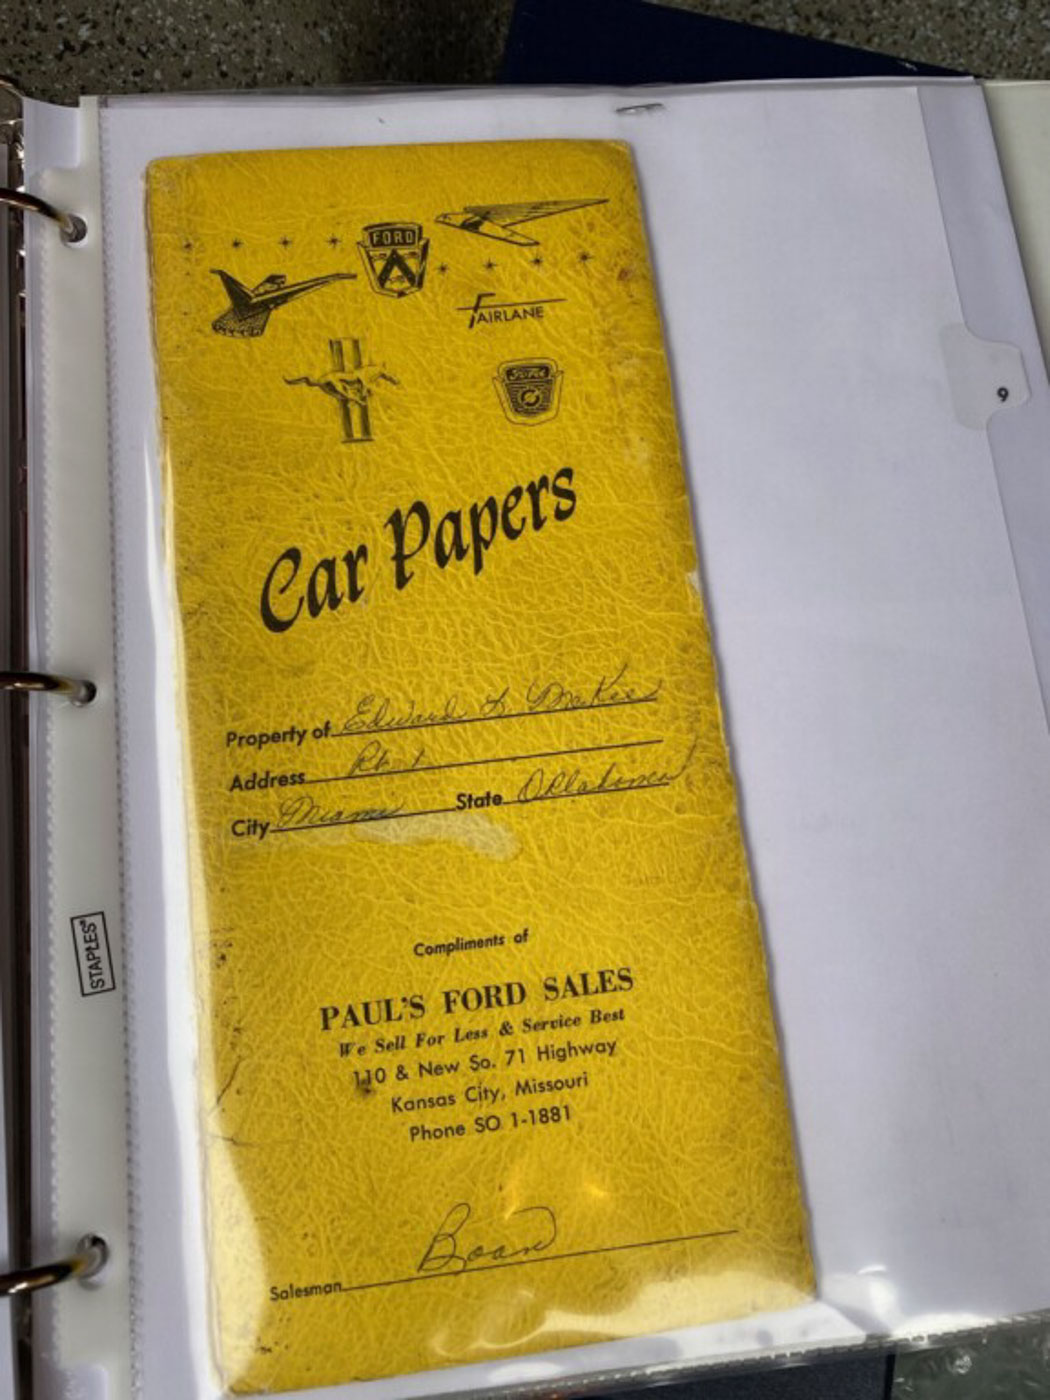 FORD
FAIRLANE
Ford
9
Car Papers
Property of Edward L
Address Rt 1
City Miami State Oklahoma
STAPLES®
Compliments of
PAUL'S FORD SALES
We Sell For Less & Service Best
110 & New So. 71 Highway
Kansas City, Missouri
Phone SO 1-1881
Salesman Boan